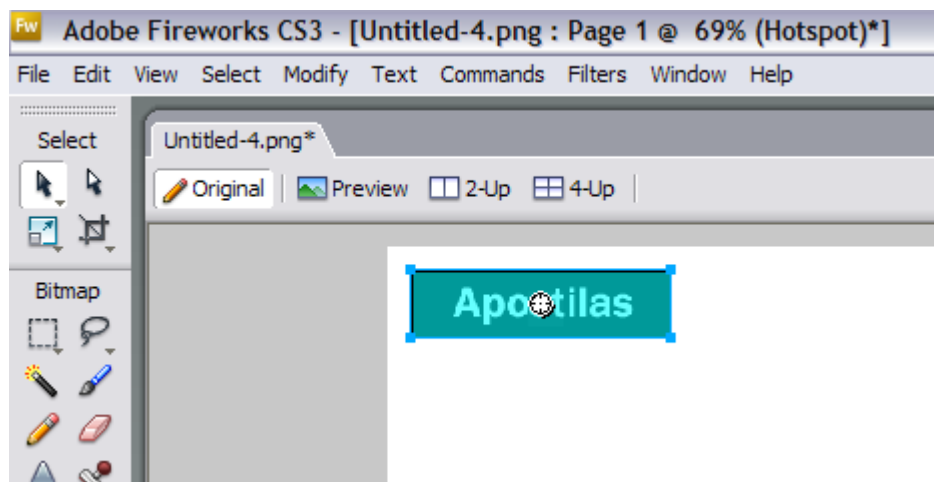 Fw Adobe Fireworks CS3 - [Untitled-4.png : Page 1 @ 69% (Hotspot)*]
File Edit View Select Modify Text Commands Filters Window Help
Select
Untitled-4.png*
Original Preview 2-Up 4-Up
Bitmap
Apostilas